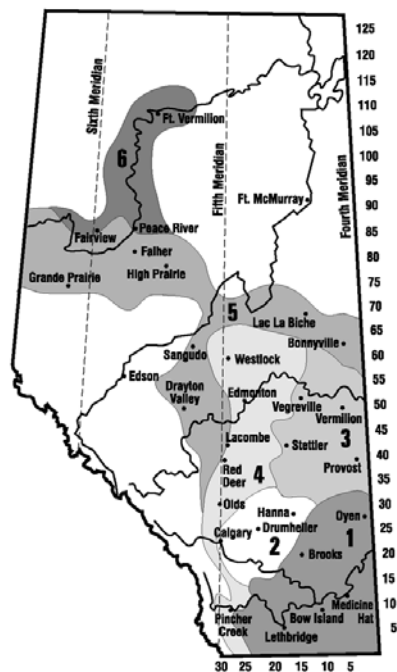 125
120
115
110
105
100
95
90
85
80
75
70
65
60
55
50
45
40
35
30
25
20
15
10
5
Sixth Meridian
Fifth Meridian
Fourth Meridian
Ft. Vermilion
6
Ft. McMurray
Peace River
Fairview
Falher
High Prairie
Grande Prairie
5
Lac La Biche
Bonnyville
Sangudo
Westlock
Edson
Drayton
Valley
Edmonton
Vegreville
Vermilion
3
Lacombe
Stettler
Provost
Red
Deer
4
Olds
Hanna
Oyen
Drumheller
1
Calgary
2
Brooks
Medicine
Hat
Bow Island
Pincher
Creek
Lethbridge
30 25 20 15 10 5